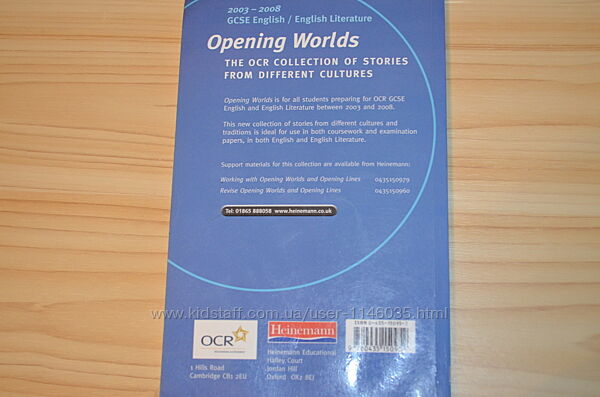 2003 – 2008
GCSE English / English Literature
Opening Worlds
THE OCR COLLECTION OF STORIES
FROM DIFFERENT CULTURES
Opening Worlds is for all students preparing for OCR GCSE
English and English Literature between 2003 and 2008.
This new collection of stories from different cultures and
traditions is ideal for use in both coursework and examination
papers, in both English and English Literature.
Support materials for this collection are available from Heinemann:
Working with Opening Worlds and Opening Lines 0435150979
Revise Opening Worlds and Opening Lines 0435150960
Tel: 01865 888058 www.heinemann.co.uk
www.kidstaff.com.ua/user-1146035.html
OCR
1 Hills Road
Cambridge CB1 2EU
Heinemann
Heinemann Educational
Halley Court
Jordan Hill
Oxford OX2 8EJ
ISBN